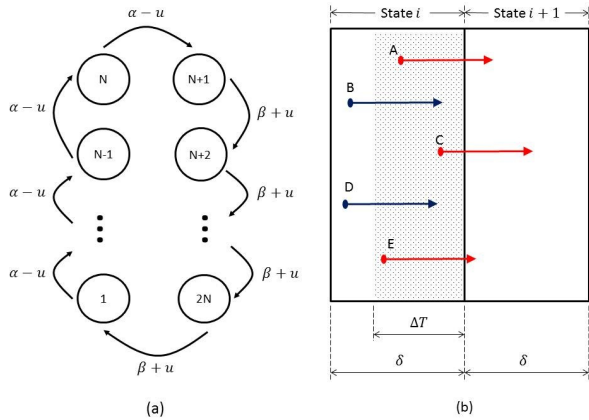 α − u
N
N+1
α − u
β + u
N-1
N+2
α − u
β + u
α − u
β + u
1
2N
β + u
(a)
State i
State i + 1
A
B
C
D
E
ΔT
δ
δ
(b)